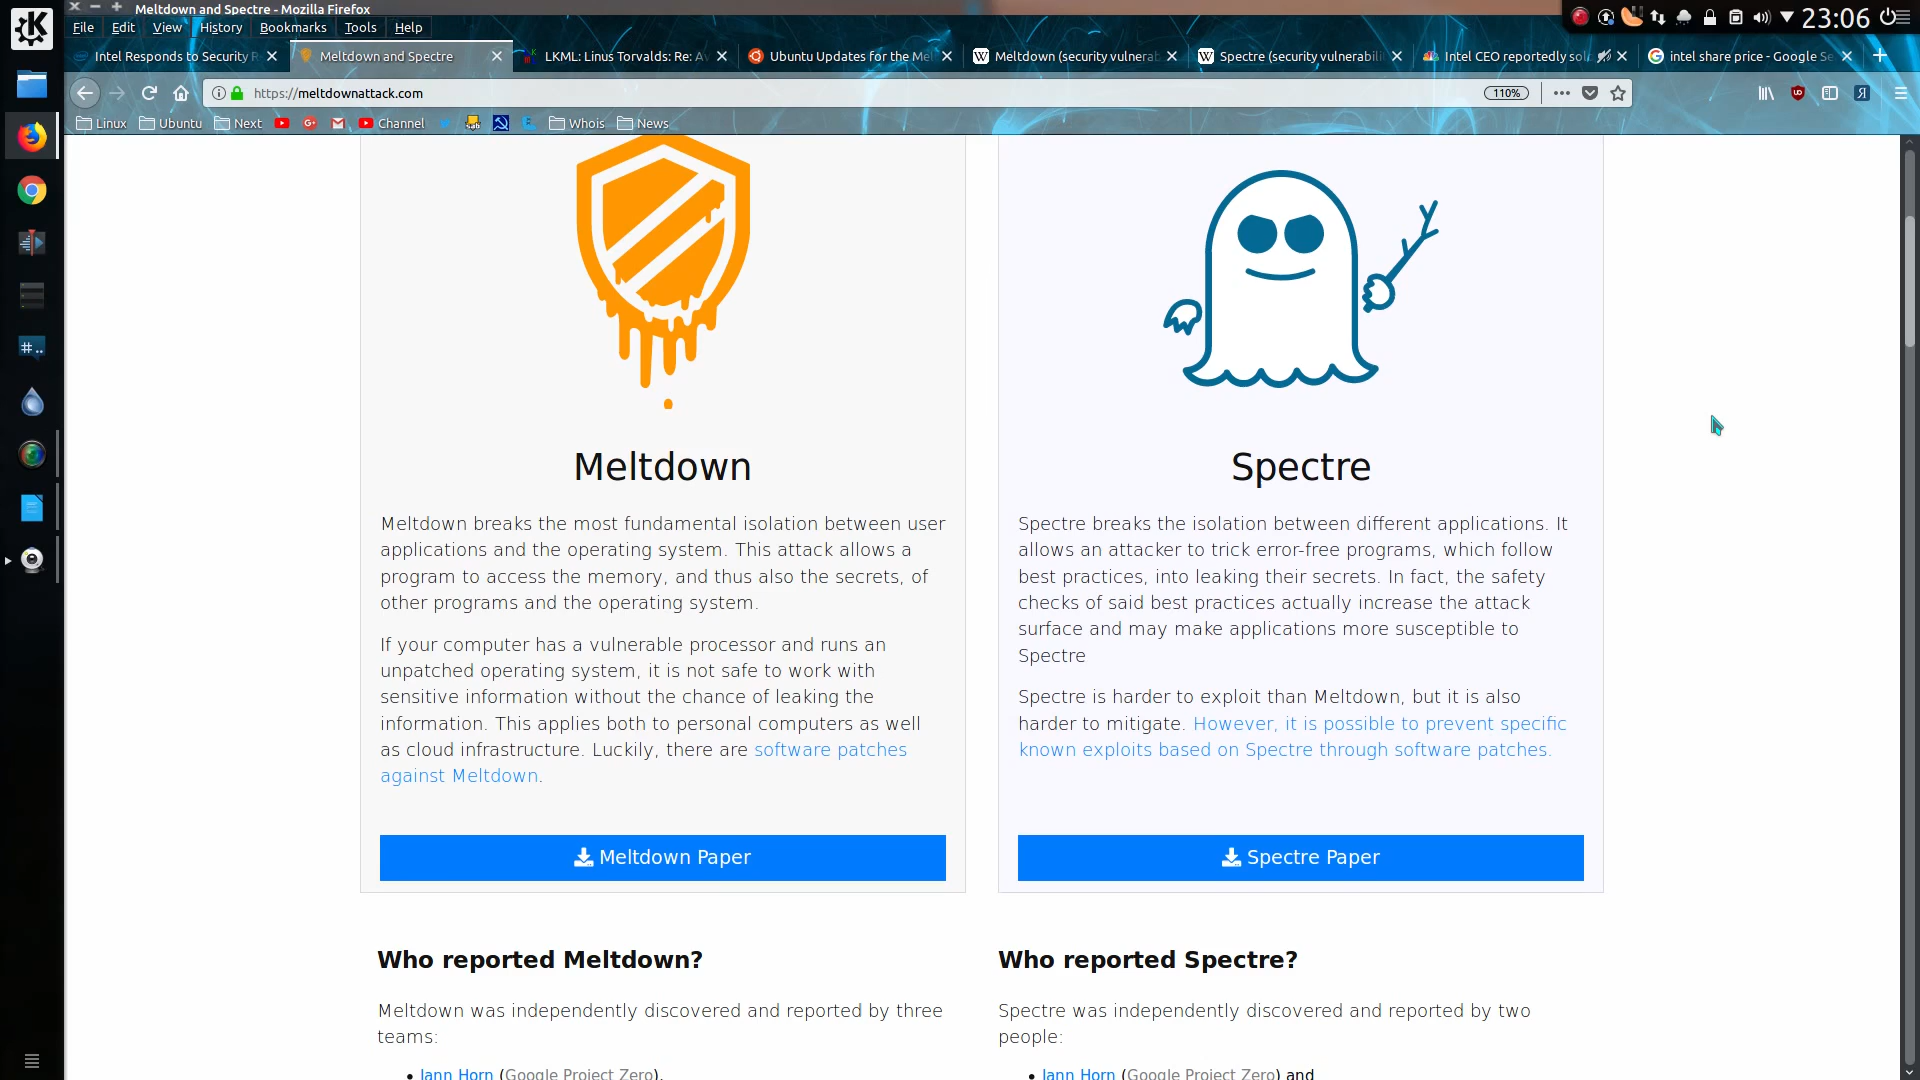 Meltdown and Spectre - Mozilla Firefox
File Edit View History Bookmarks Tools Help
23:06
Intel Responds to Security R
Meltdown and Spectre
LKML: Linus Torvalds: Re: Av
Ubuntu Updates for the Mel
Meltdown (security vulnerab
Spectre (security vulnerabili
Intel CEO reportedly sol
intel share price - Google Se
https://meltdownattack.com
110%
Linux Ubuntu Next Channel Whois News
Meltdown
Meltdown breaks the most fundamental isolation between user
applications and the operating system. This attack allows a
program to access the memory, and thus also the secrets, of
other programs and the operating system.
If your computer has a vulnerable processor and runs an
unpatched operating system, it is not safe to work with
sensitive information without the chance of leaking the
information. This applies both to personal computers as well
as cloud infrastructure. Luckily, there are software patches
against Meltdown.
Meltdown Paper
Spectre
Spectre breaks the isolation between different applications. It
allows an attacker to trick error-free programs, which follow
best practices, into leaking their secrets. In fact, the safety
checks of said best practices actually increase the attack
surface and may make applications more susceptible to
Spectre
Spectre is harder to exploit than Meltdown, but it is also
harder to mitigate. However, it is possible to prevent specific
known exploits based on Spectre through software patches.
Spectre Paper
Who reported Meltdown?
Meltdown was independently discovered and reported by three
teams:
• Jann Horn (Google Project Zero),
Who reported Spectre?
Spectre was independently discovered and reported by two
people:
• Jann Horn (Google Project Zero) and